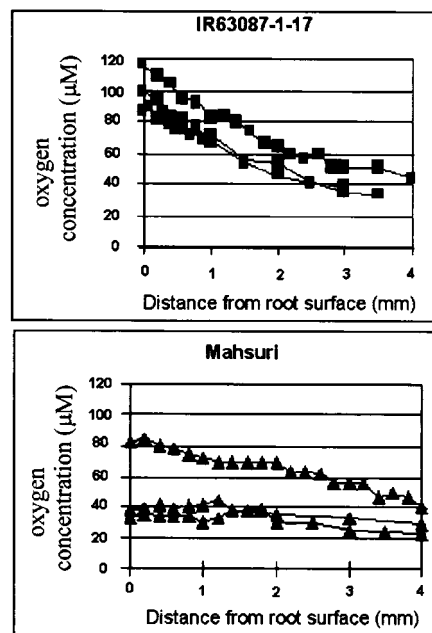 IR63087-1-17
120
100
80
60
40
20
0
oxygen
concentration (µM)
0 1 2 3 4
Distance from root surface (mm)
Mahsuri
120
100
80
60
40
20
0
oxygen
concentration (µM)
0 1 2 3 4
Distance from root surface (mm)